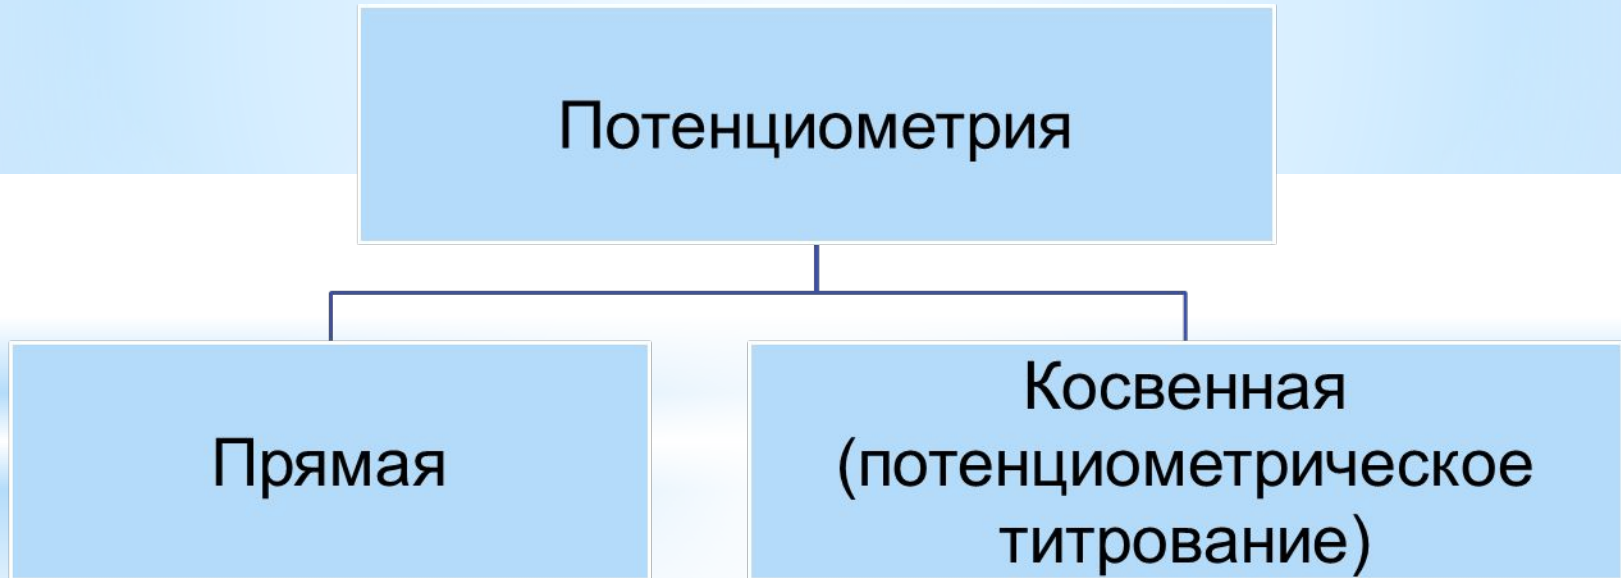 Потенциометрия
Прямая
Косвенная
(потенциометрическое
титрование)